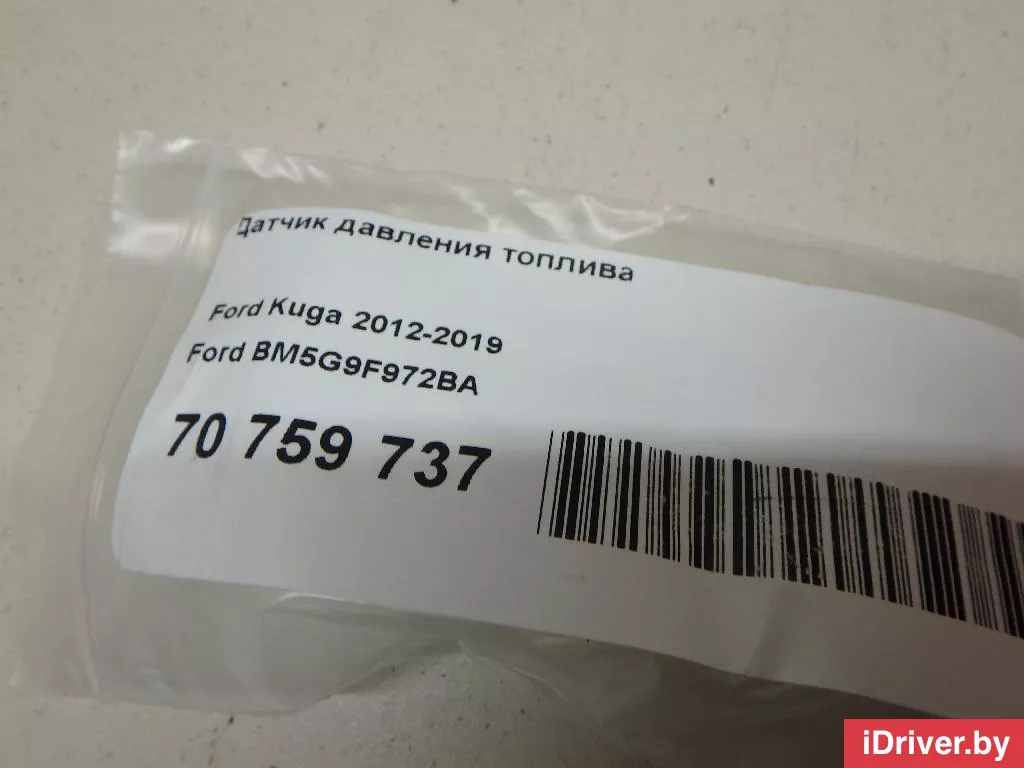 Датчик давления топлива
Ford Kuga 2012-2019
Ford BM5G9F972BA
70 759 737
iDriver.by